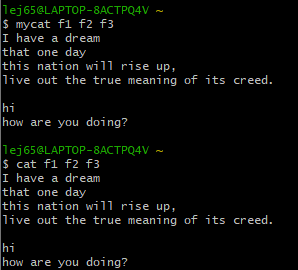 lej65@LAPTOP-8ACTPQ4V ~
$ mycat f1 f2 f3
I have a dream
that one day
this nation will rise up,
live out the true meaning of its creed.

hi
how are you doing?

lej65@LAPTOP-8ACTPQ4V ~
$ cat f1 f2 f3
I have a dream
that one day
this nation will rise up,
live out the true meaning of its creed.

hi
how are you doing?